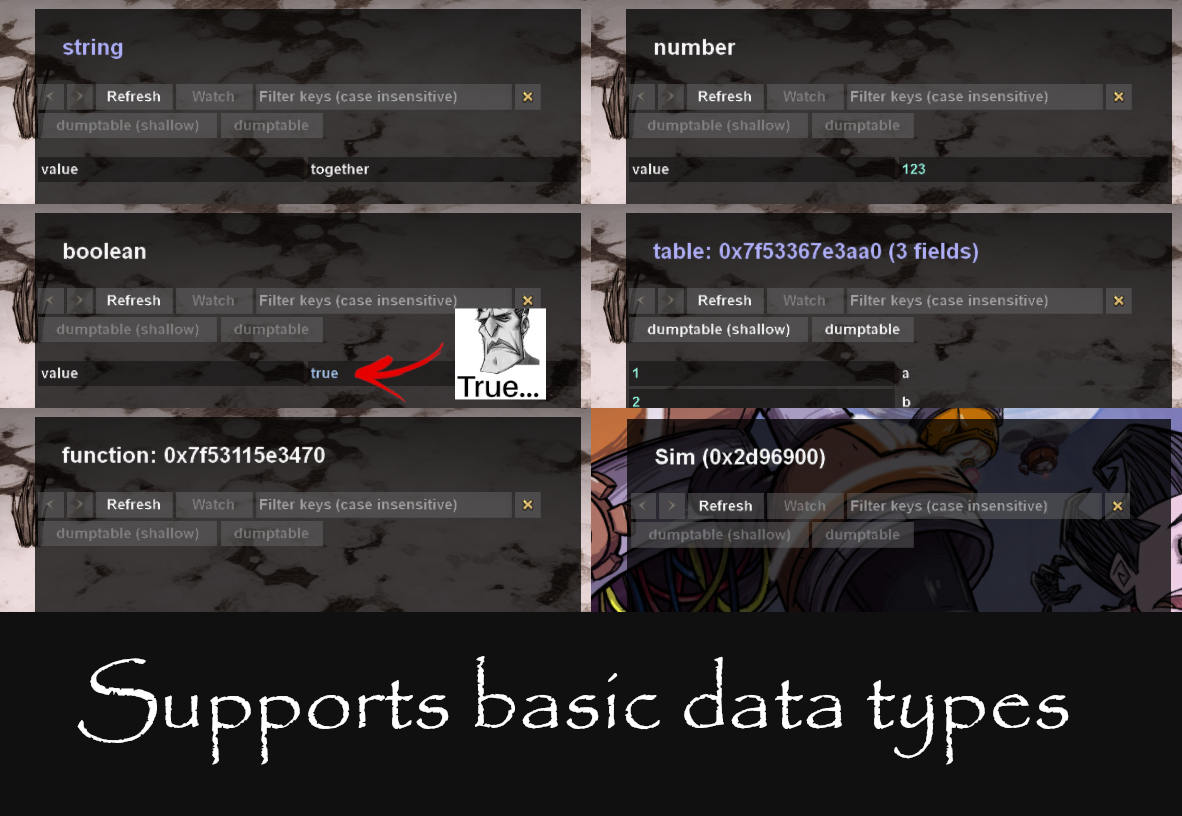 string
< > Refresh Watch Filter keys (case insensitive) ×
dumptable (shallow) dumptable
value together
number
< > Refresh Watch Filter keys (case insensitive) ×
dumptable (shallow) dumptable
value 123
boolean
< > Refresh Watch Filter keys (case insensitive) ×
dumptable (shallow) dumptable
value true
True...
table: 0x7f53367e3aa0 (3 fields)
< > Refresh Watch Filter keys (case insensitive) ×
dumptable (shallow) dumptable
1 a
2 b
function: 0x7f53115e3470
< > Refresh Watch Filter keys (case insensitive) ×
dumptable (shallow) dumptable
Sim (0x2d96900)
< > Refresh Watch Filter keys (case insensitive) ×
dumptable (shallow) dumptable
Supports basic data types